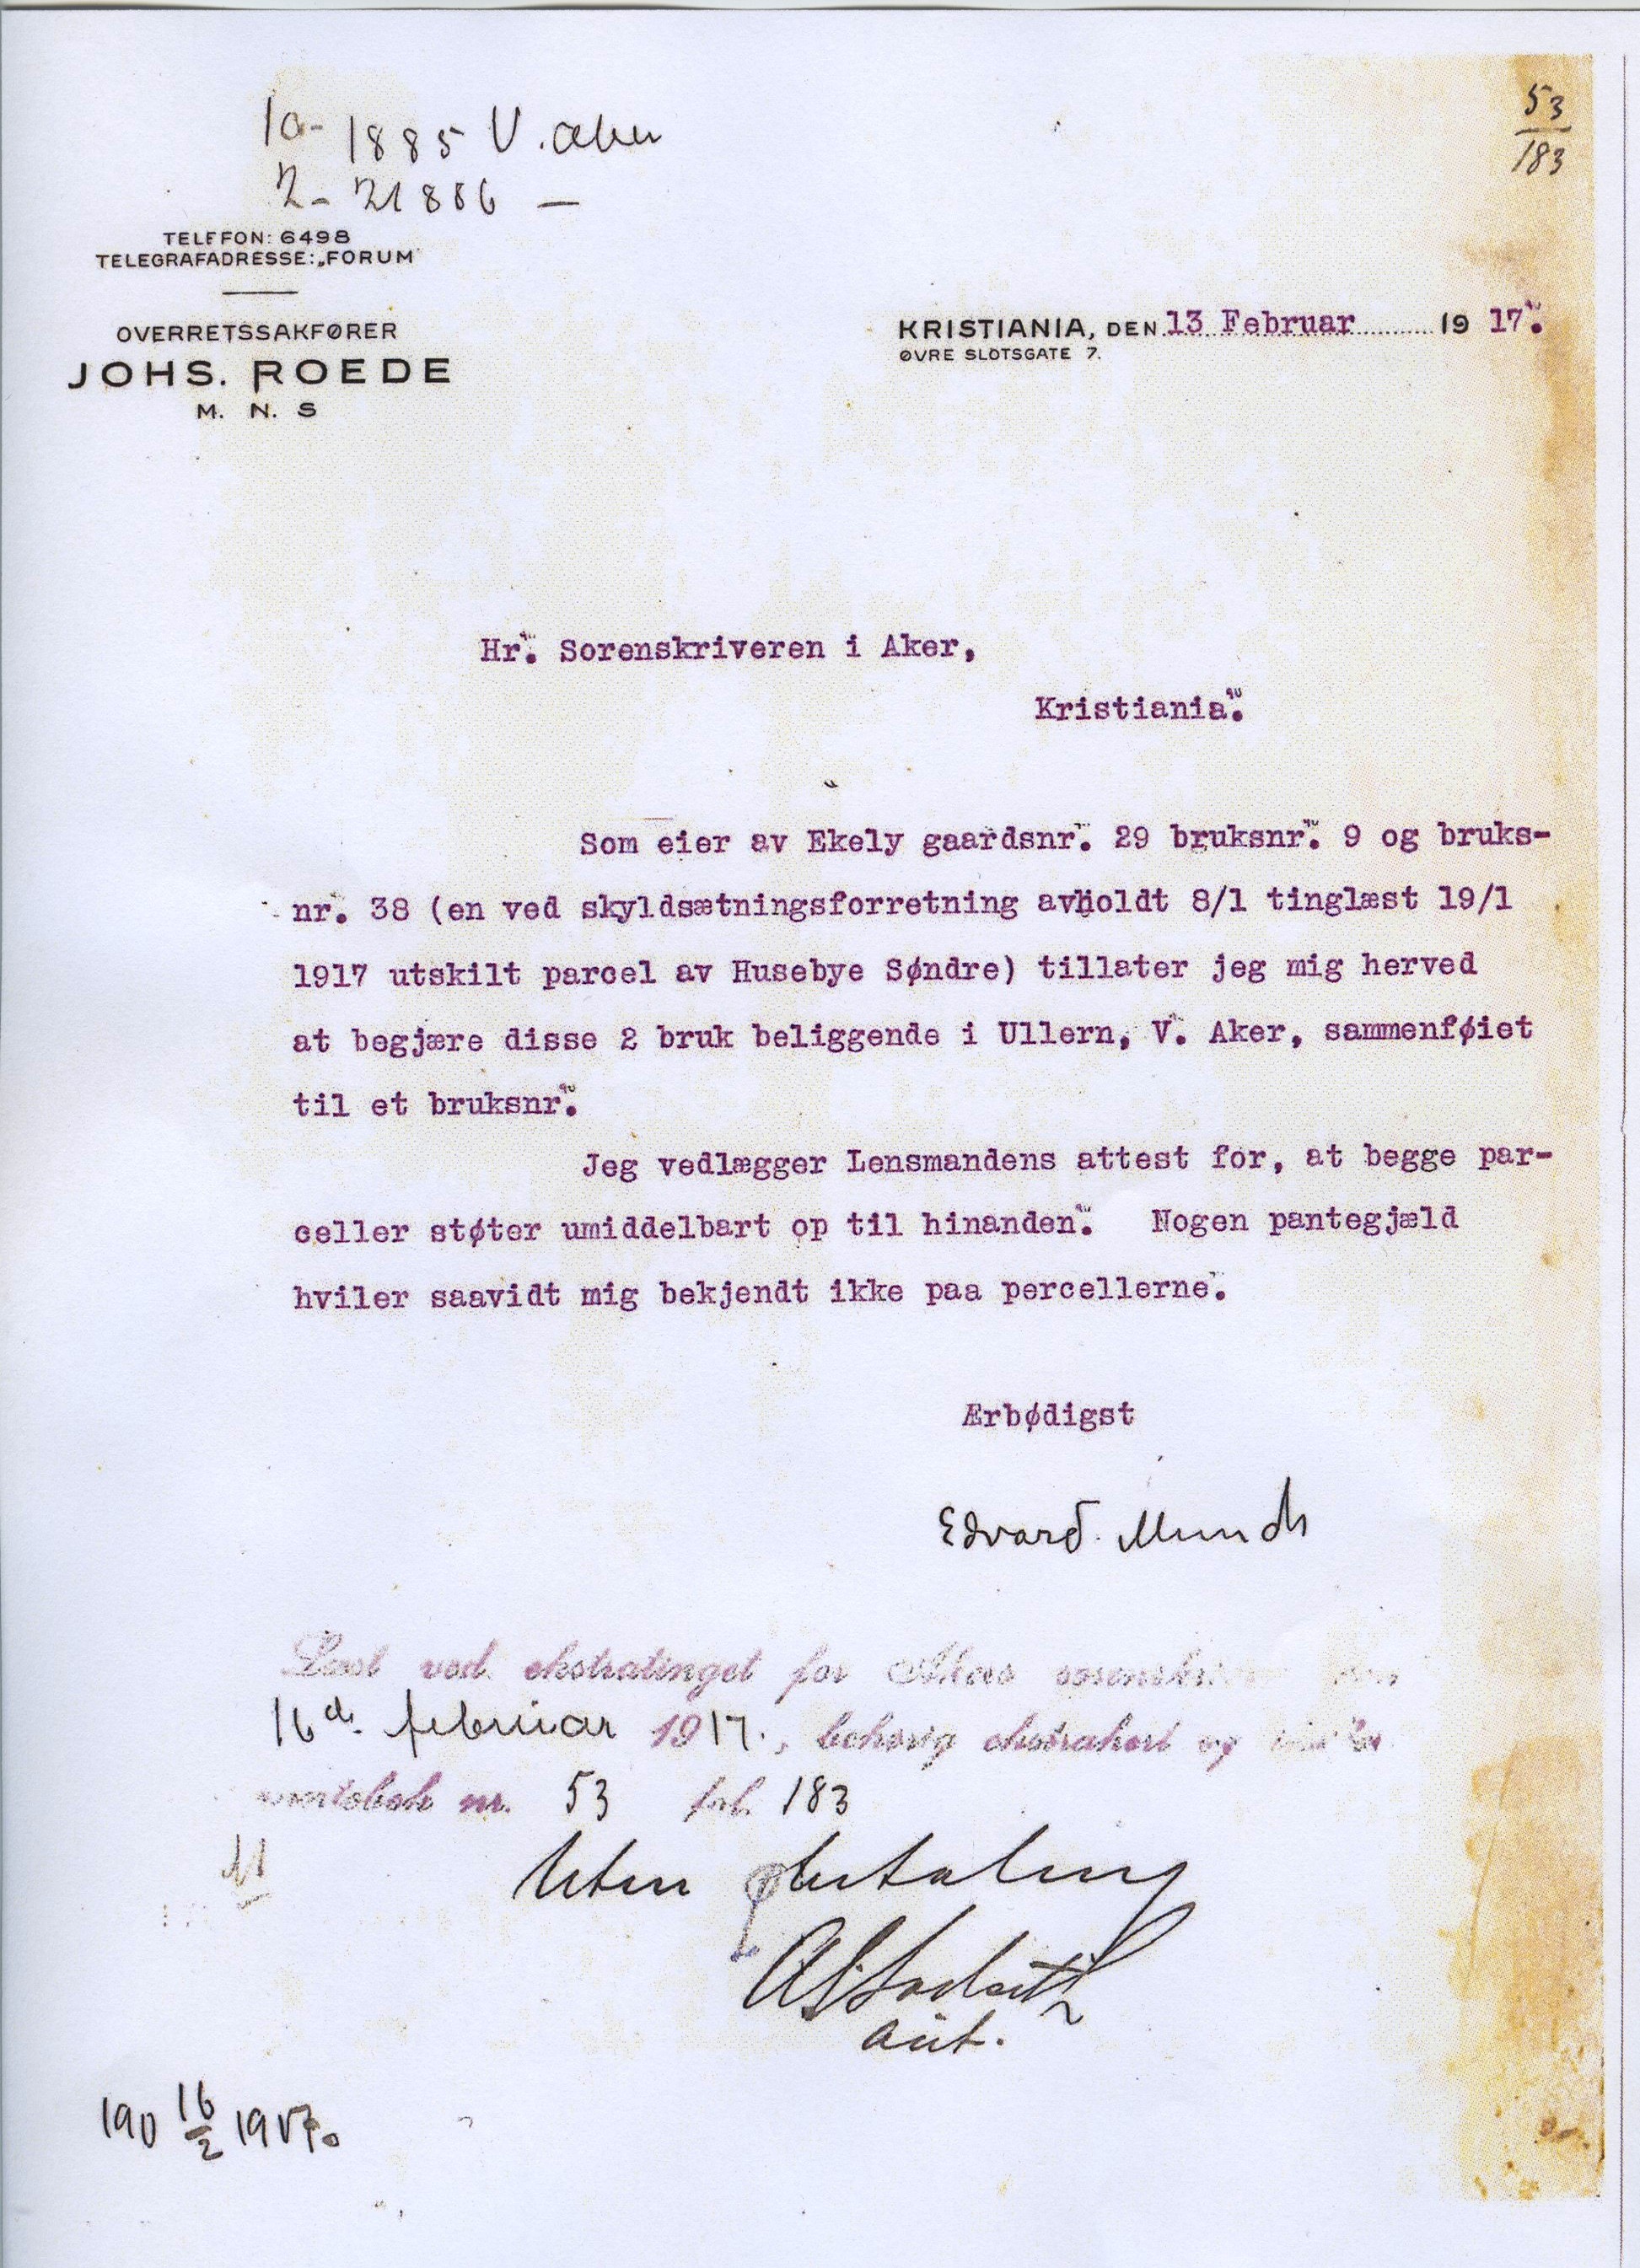 53
183
10- 1885 V. Aker
2- 21886 —
TELEFON: 6498
TELEGRAFADRESSE: „FORUM"
OVERRETSSAKFØRER
JOHS. ROEDE
M. N. S
KRISTIANIA, DEN 13 Februar 1917.
ØVRE SLOTSGATE 7.
Hr. Sorenskriveren i Aker,
Kristiania.
Som eier av Ekely gaardsnr. 29 bruksnr. 9 og bruks-
nr. 38 (en ved skyldsætningsforretning avholdt 8/1 tinglæst 19/1
1917 utskilt parcel av Husebye Søndre) tillater jeg mig herved
at begjære disse 2 bruk beliggende i Ullern, V. Aker, sammenføiet
til et bruksnr.
Jeg vedlægger Lensmandens attest for, at begge par-
celler støter umiddelbart op til hinanden. Nogen pantegjæld
hviler saavidt mig bekjendt ikke paa percellerne.
Ærbødigst
Edvard Munch
Læst ved ekstratinget for Akers
16de februar 1917., behørig ekstrahert og
nr. 53 fol. 183
Uten betaling
aut.
190 16/2 1917.